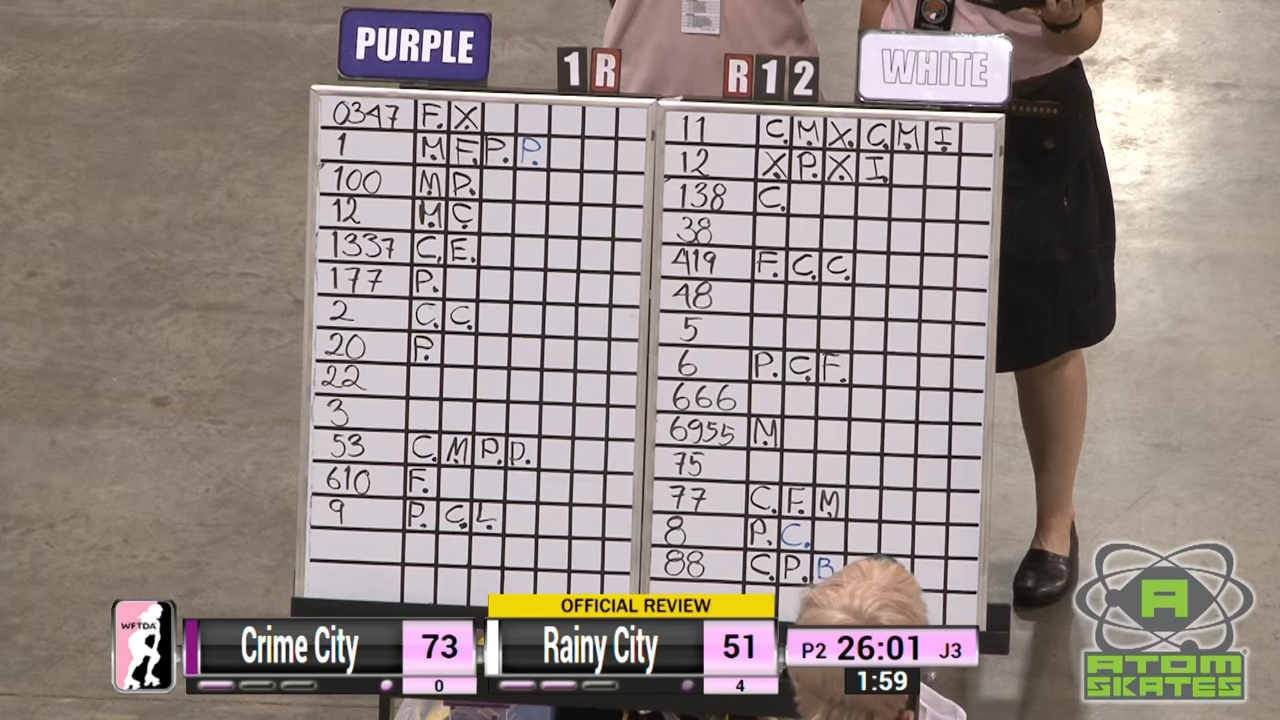 PURPLE
1 R
R 1 2
WHITE
0347 F. X.
1 M. F. P. P.
100 M. P.
12 M. C.
1337 C. E.
177 P.
2 C. C.
20 P.
22
3
53 C. M. P. D.
610 F.
9 P. C. L.
11 C. M. X. C. M. I.
12 X. P. X. I.
138 C.
38
419 F. C. C.
48
5
6 P. C. F.
666
6955 M.
75
77 C. F. M.
8 P. C.
88 C. P. B
WFTDA
Crime City 73
0
OFFICIAL REVIEW
Rainy City 51
4
P2 26:01 J3
1:59
A
ATOM
SKATES